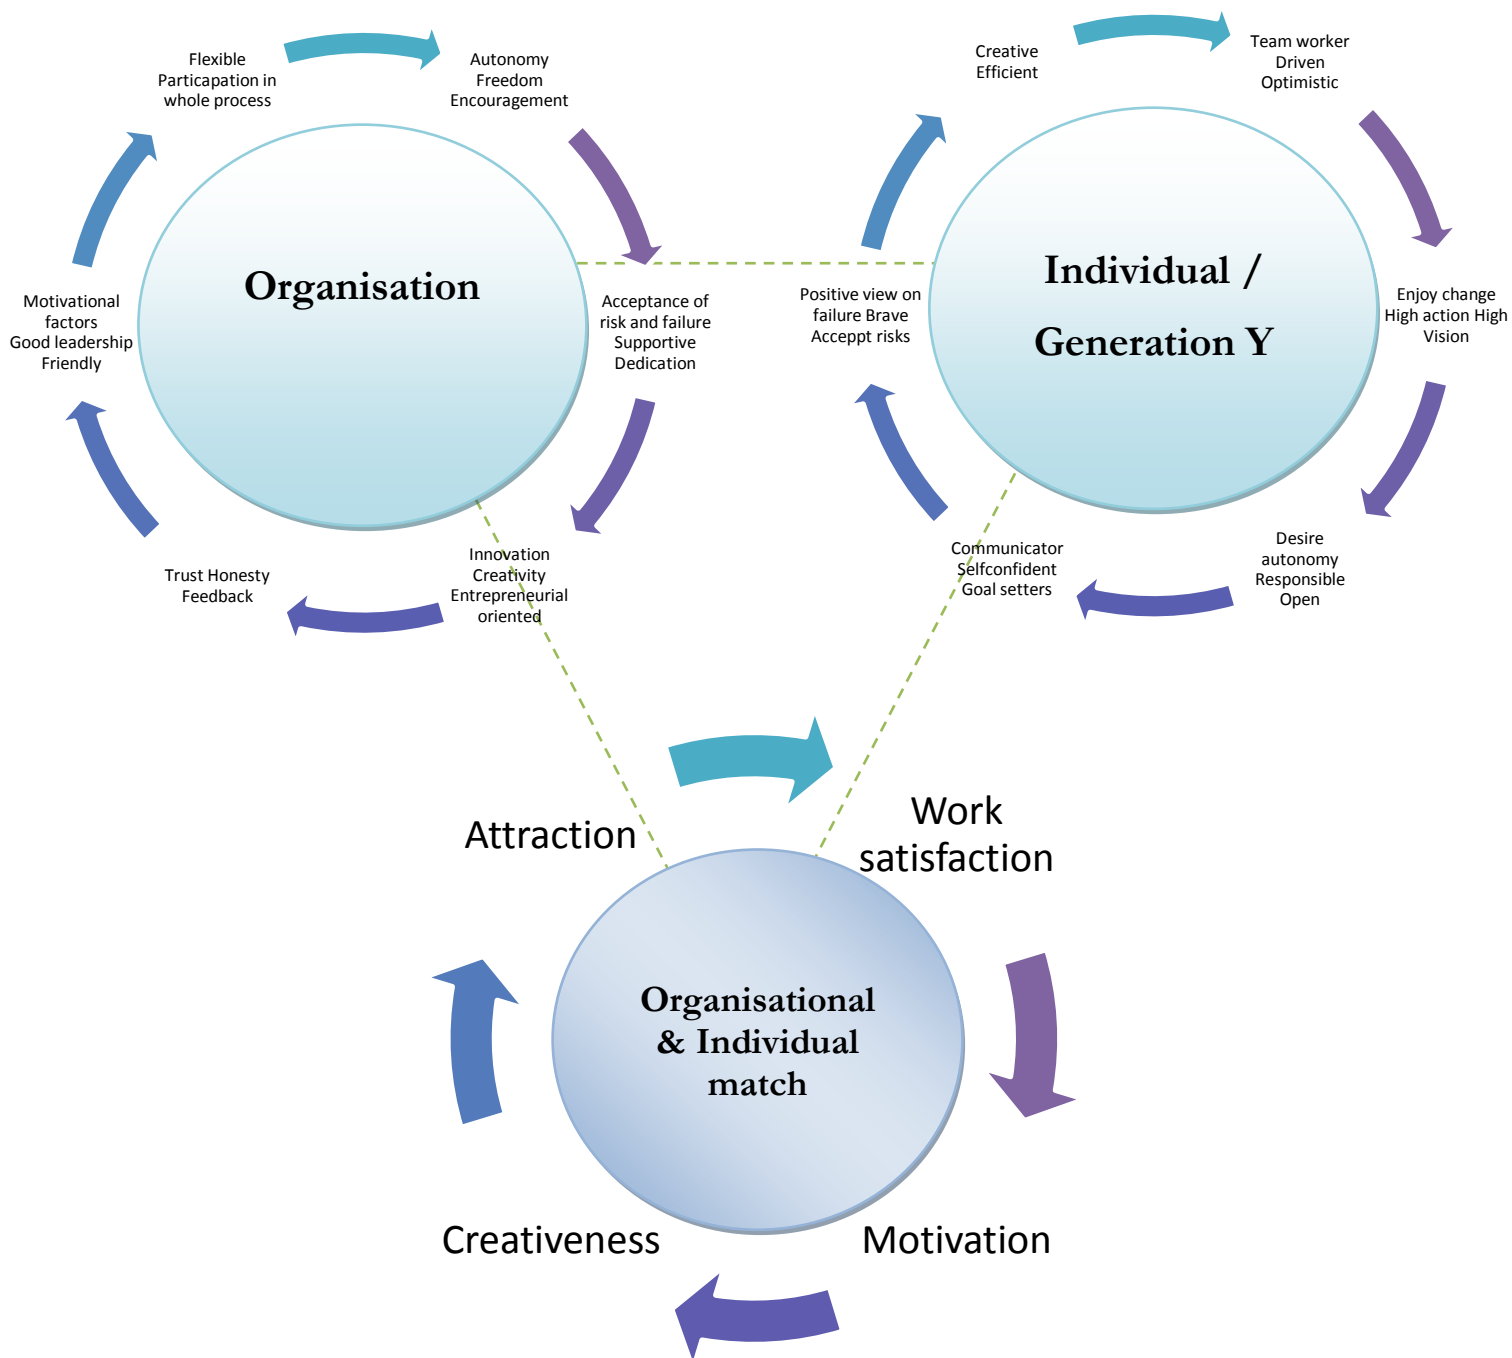 Flexible
Particapation in
whole process
Autonomy
Freedom
Encouragement
Motivational
factors
Good leadership
Friendly
Organisation
Acceptance of
risk and failure
Supportive
Dedication
Trust Honesty
Feedback
Innovation
Creativity
Entrepreneurial
oriented
Creative
Efficient
Team worker
Driven
Optimistic
Positive view on
failure Brave
Acceppt risks
Individual /
Generation Y
Enjoy change
High action High
Vision
Communicator
Selfconfident
Goal setters
Desire
autonomy
Responsible
Open
Attraction
Work
satisfaction
Organisational
& Individual
match
Creativeness
Motivation